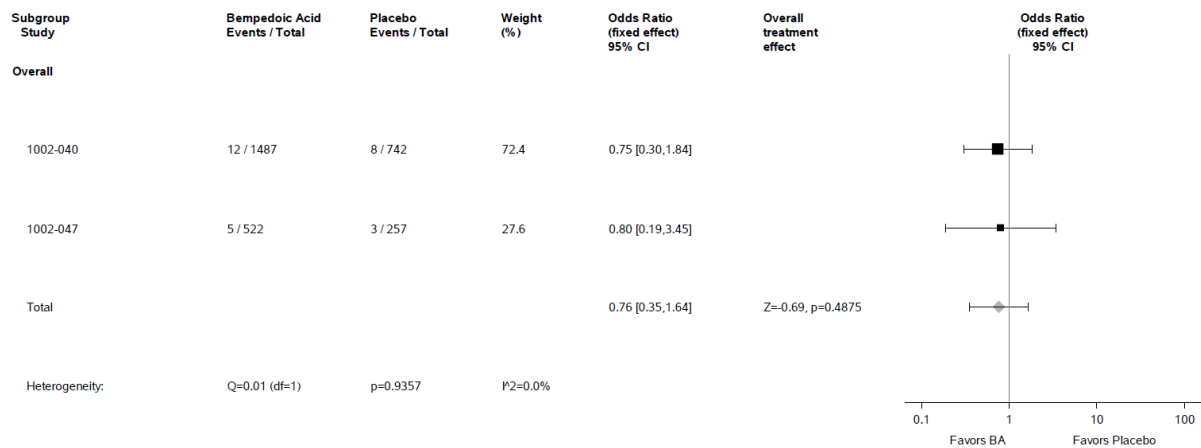 Subgroup Bempedoic Acid Placebo Weight Odds Ratio Overall Odds Ratio
Study Events / Total Events / Total (%) (fixed effect) treatment (fixed effect)
95% CI effect 95% CI
Overall
1002-040 12 / 1487 8 / 742 72.4 0.75 [0.30,1.84]
1002-047 5 / 522 3 / 257 27.6 0.80 [0.19,3.45]
Total 0.76 [0.35,1.64] Z=-0.69, p=0.4875
Heterogeneity: Q=0.01 (df=1) p=0.9357 I^2=0.0%
0.1 1 10 100
Favors BA Favors Placebo